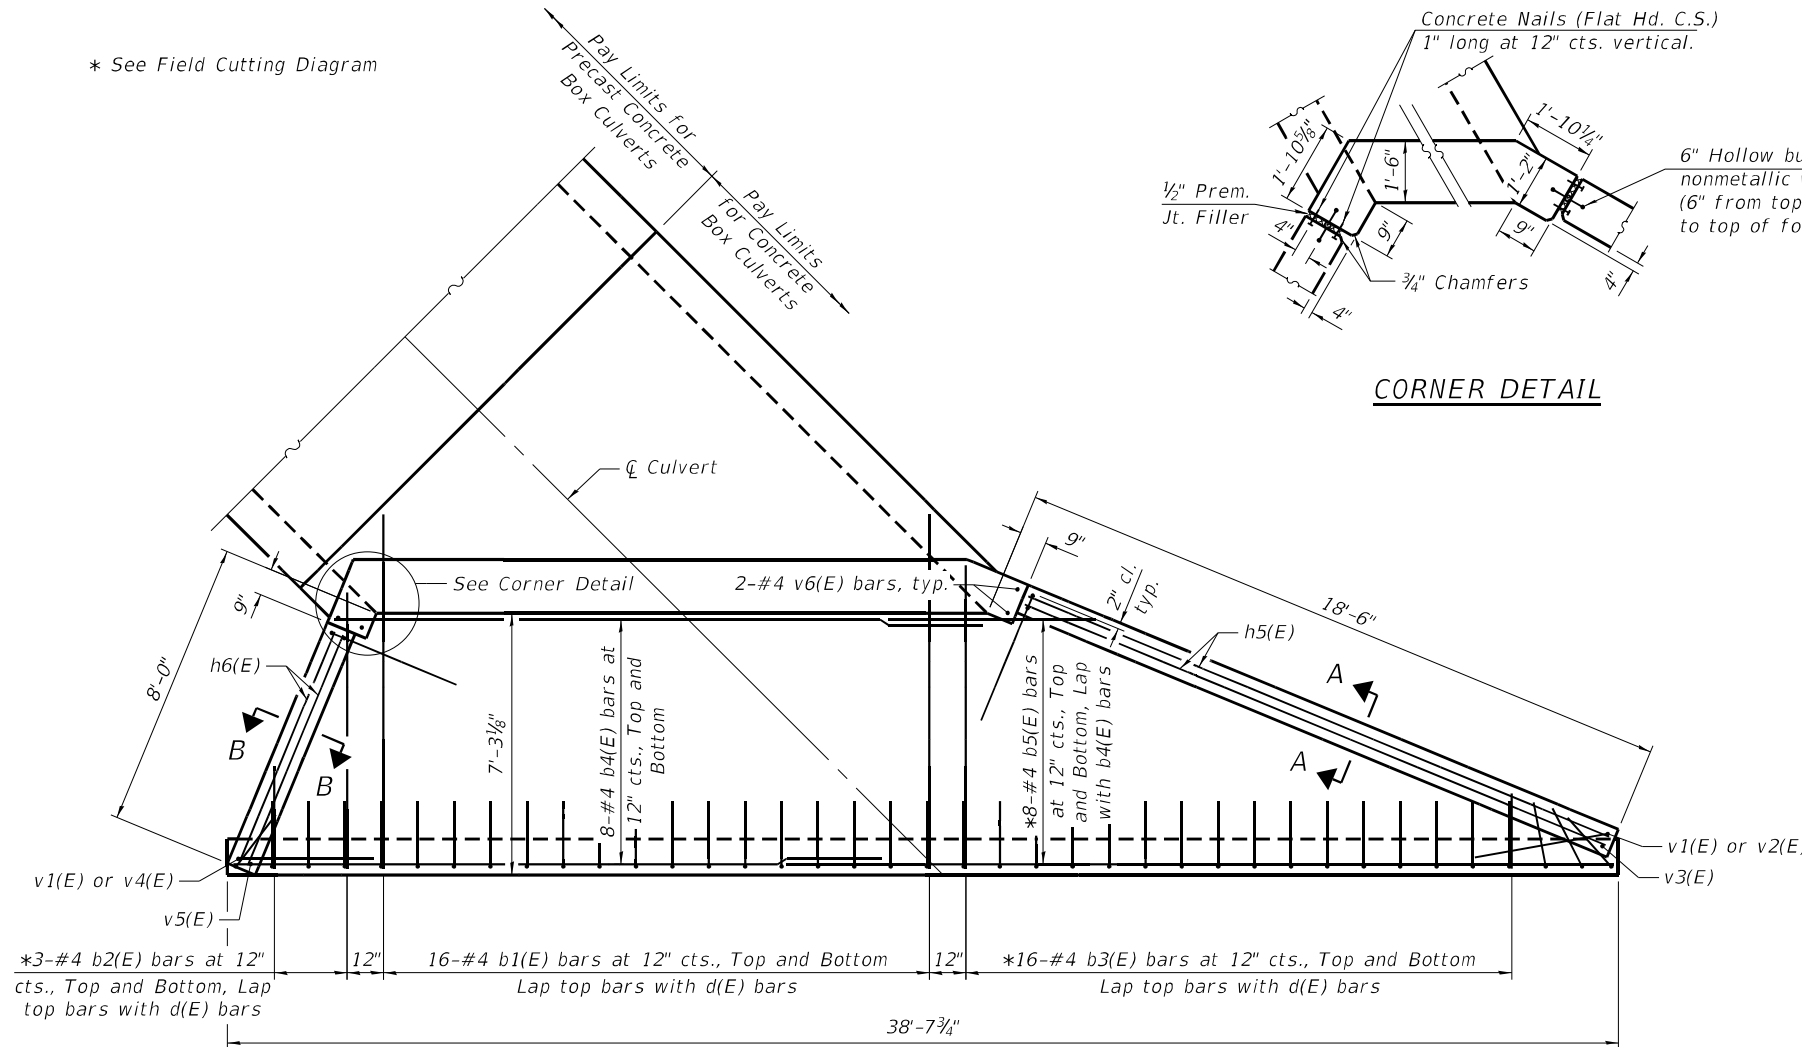 * See Field Cutting Diagram
Pay Limits for
Precast Concrete
Box Culverts
Pay Limits
for Concrete
Box Culverts
Concrete Nails (Flat Hd. C.S.)
1" long at 12" cts. vertical.
1'-10⅝"
1'-6"
1'-10¼"
1'-2"
6" Hollow bu
nonmetallic
(6" from top
to top of fo
½" Prem.
Jt. Filler
4"
9"
9"
4"
¾" Chamfers
4"
CORNER DETAIL
℄ Culvert
See Corner Detail
2-#4 v6(E) bars, typ.
9"
2" cl.
typ.
18'-6"
h5(E)
9"
8'-0"
h6(E)
A
A
B
B
7'-3⅛"
8-#4 b4(E) bars at
12" cts., Top and
Bottom
*8-#4 b5(E) bars
at 12" cts., Top
and Bottom, Lap
with b4(E) bars
v1(E) or v4(E)
v5(E)
v1(E) or v2(E)
v3(E)
*3-#4 b2(E) bars at 12"
cts., Top and Bottom, Lap
top bars with d(E) bars
12"
16-#4 b1(E) bars at 12" cts., Top and Bottom
Lap top bars with d(E) bars
12"
*16-#4 b3(E) bars at 12" cts., Top and Bottom
Lap top bars with d(E) bars
38'-7¾"